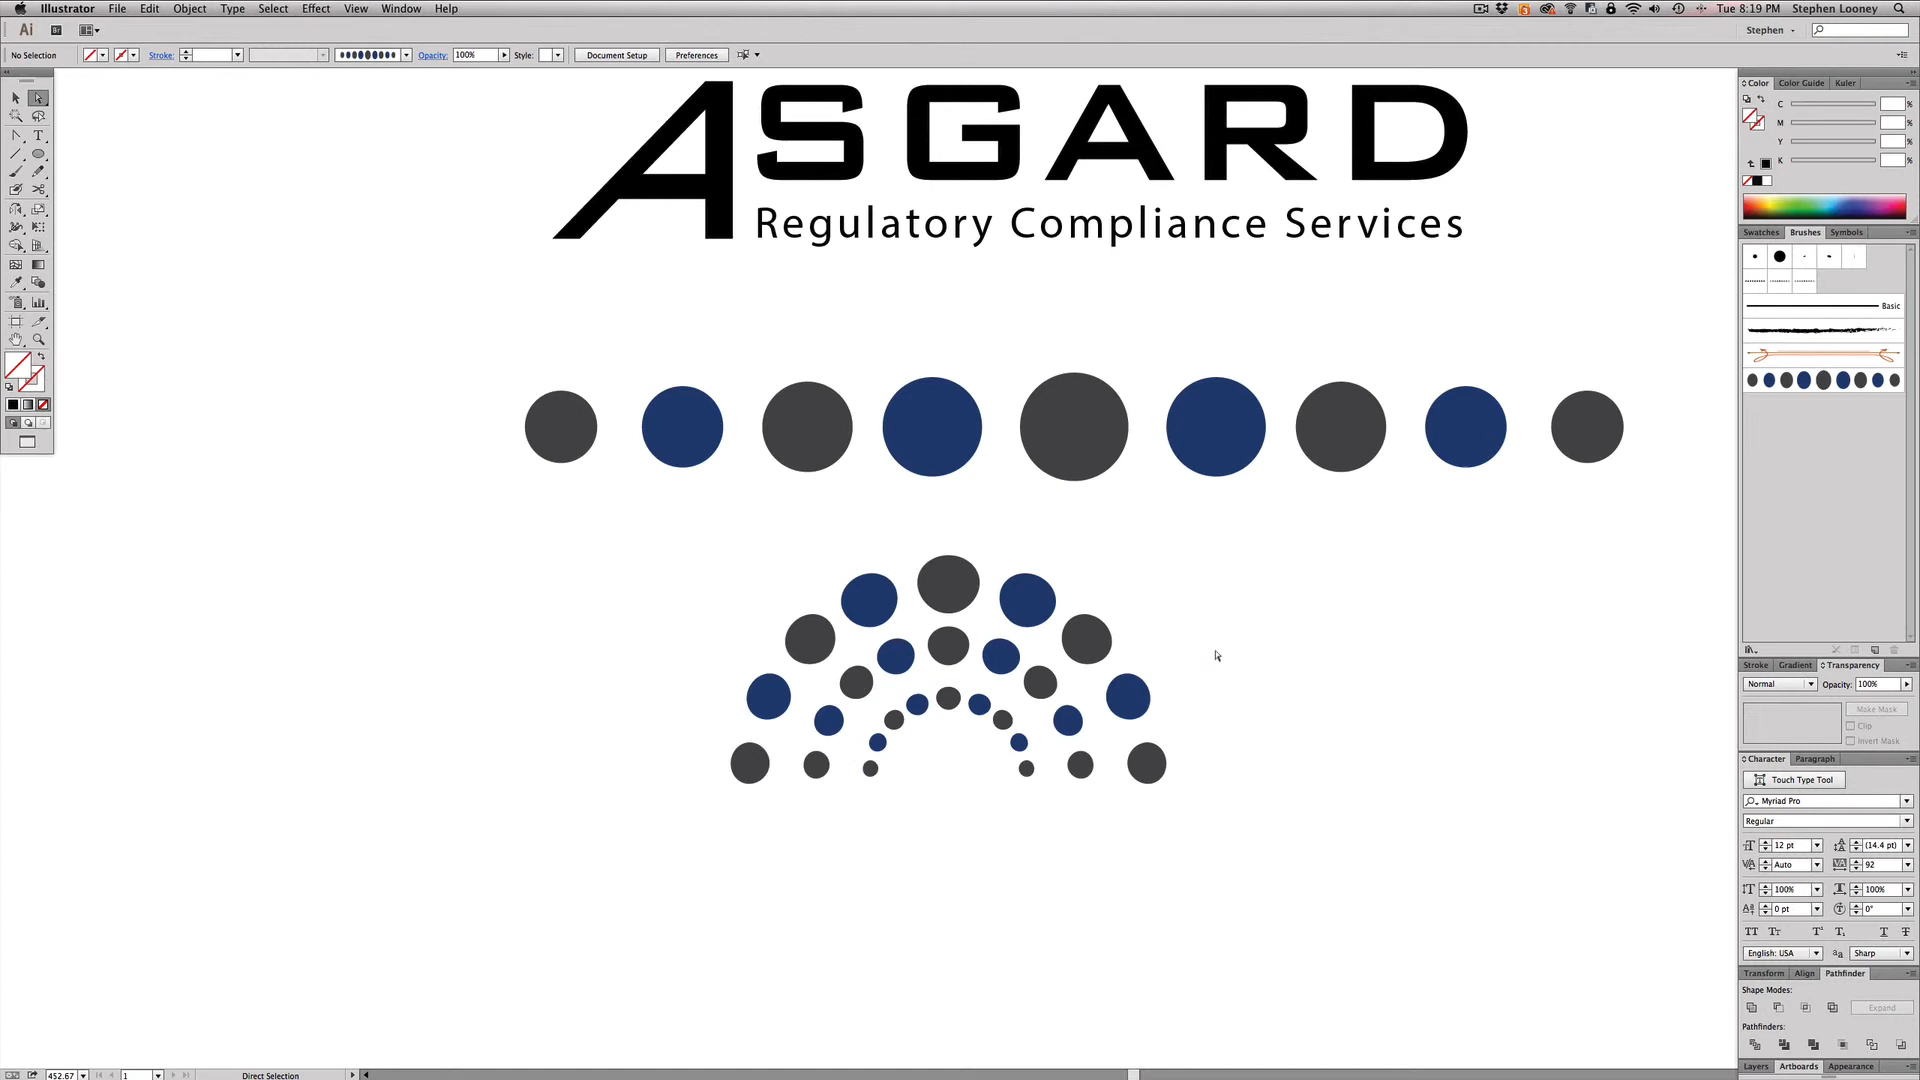 Illustrator File Edit Object Type Select Effect View Window Help
Tue 8:19 PM Stephen Looney
Ai Br Stephen
No Selection Stroke: Opacity: 100% Style: Document Setup Preferences
ASGARD
Regulatory Compliance Services
Color Color Guide Kuler
C %
M %
Y %
K %
Swatches Brushes Symbols
Basic
Stroke Gradient Transparency
Normal Opacity: 100%
Make Mask
Clip
Invert Mask
Character Paragraph
Touch Type Tool
Myriad Pro
Regular
12 pt (14.4 pt)
Auto 92
100% 100%
0 pt 0°
English: USA Sharp
Transform Align Pathfinder
Shape Modes:
Expand
Pathfinders:
Layers Artboards Appearance
452.67 1 Direct Selection